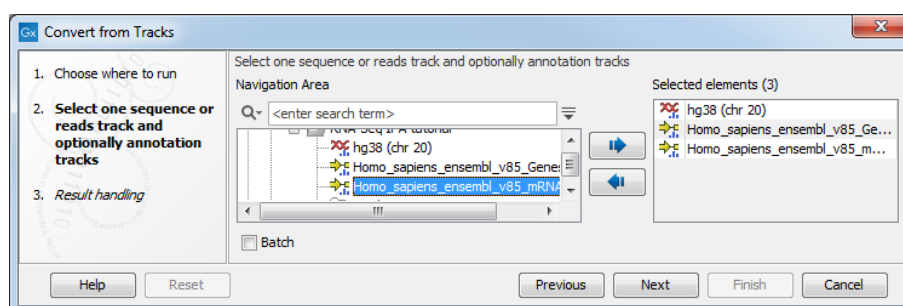 Gx Convert from Tracks
1. Choose where to run
2. Select one sequence or
reads track and
optionally annotation
tracks
3. Result handling
Select one sequence or reads track and optionally annotation tracks
Navigation Area
<enter search term>
hg38 (chr 20)
Homo_sapiens_ensembl_v85_Genes
Homo_sapiens_ensembl_v85_mRNA
Batch
Selected elements (3)
hg38 (chr 20)
Homo_sapiens_ensembl_v85_Ge...
Homo_sapiens_ensembl_v85_m...
Help Reset Previous Next Finish Cancel